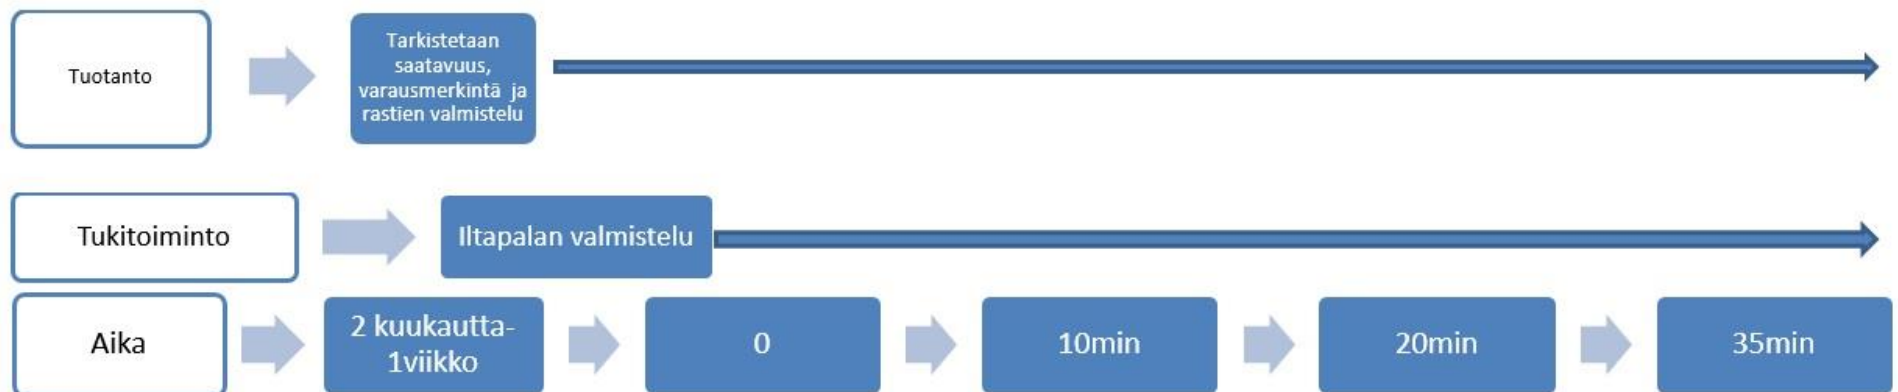 Tuotanto
Tarkistetaan
saatavuus,
varausmerkintä ja
rastien valmistelu
Tukitoiminto
Iltapalan valmistelu
Aika
2 kuukautta-
1viikko
0
10min
20min
35min